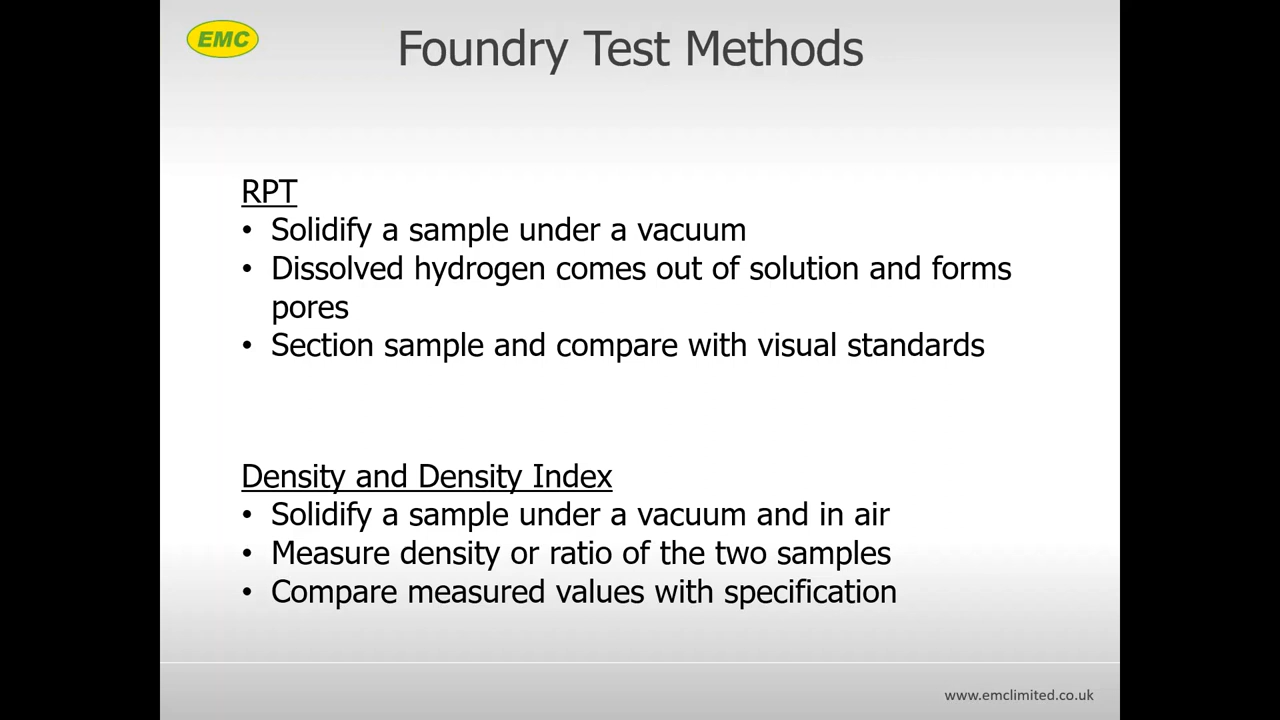 EMC
Foundry Test Methods
RPT
• Solidify a sample under a vacuum
• Dissolved hydrogen comes out of solution and forms
pores
• Section sample and compare with visual standards
Density and Density Index
• Solidify a sample under a vacuum and in air
• Measure density or ratio of the two samples
• Compare measured values with specification
www.emclimited.co.uk